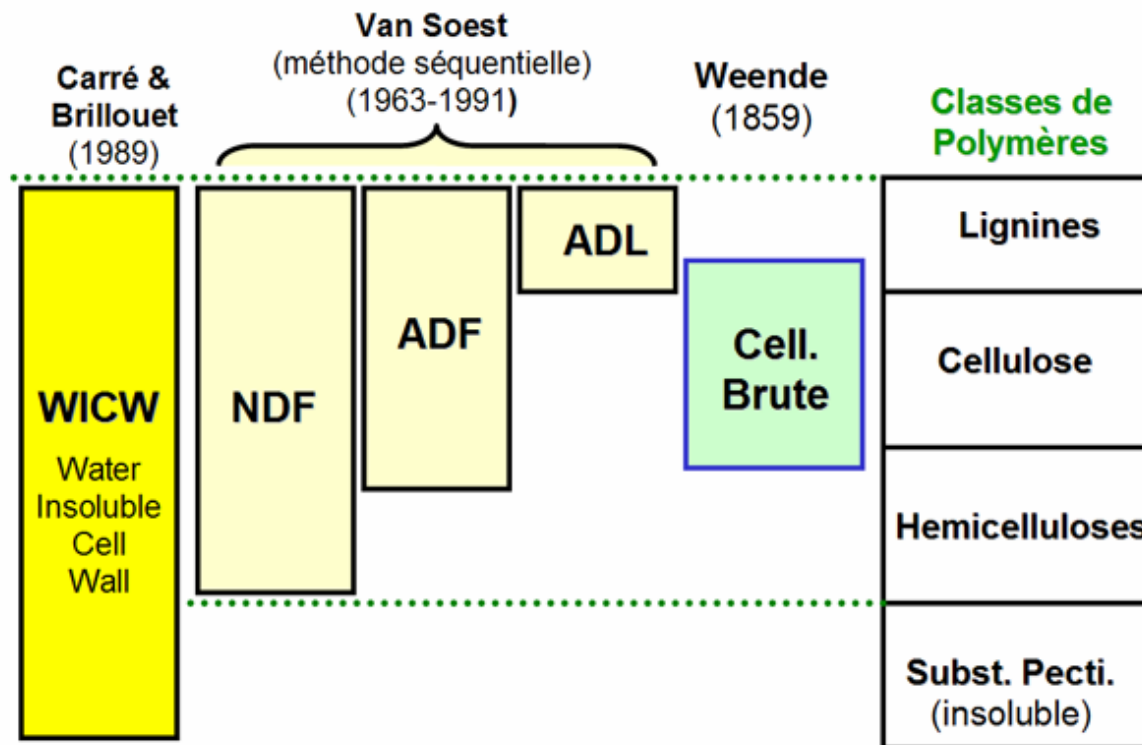 Carré &
Brillouet
(1989)
Van Soest
(méthode séquentielle)
(1963-1991)
Weende
(1859)
Classes de
Polymères
WICW
Water
Insoluble
Cell
Wall
NDF
ADF
ADL
Cell.
Brute
Lignines
Cellulose
Hemicelluloses
Subst. Pecti.
(insoluble)